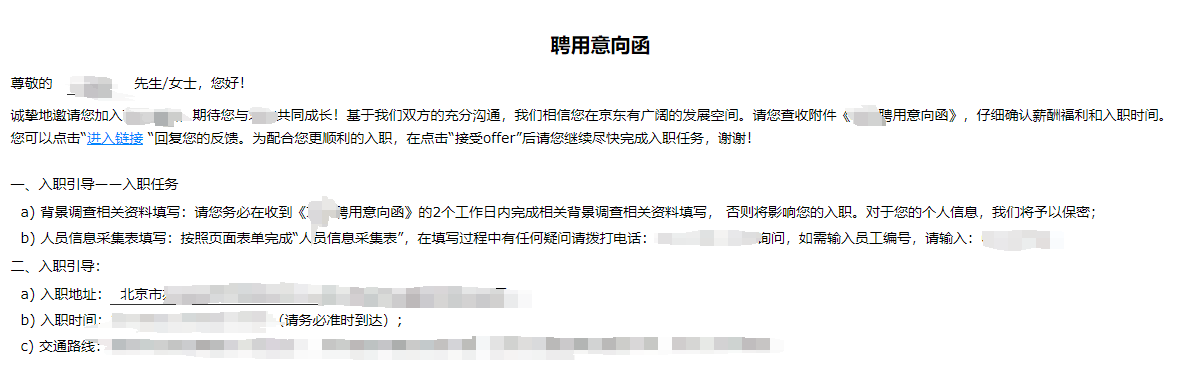 聘用意向函
尊敬的 先生/女士，您好！
诚挚地邀请您加入 期待您与 共同成长！基于我们双方的充分沟通，我们相信您在京东有广阔的发展空间。请您查收附件《 聘用意向函》，仔细确认薪酬福利和入职时间。
您可以点击“进入链接 “回复您的反馈。为配合您更顺利的入职，在点击“接受offer”后请您继续尽快完成入职任务，谢谢！
一、入职引导——入职任务
a) 背景调查相关资料填写：请您务必在收到《 聘用意向函》的2个工作日内完成相关背景调查相关资料填写， 否则将影响您的入职。对于您的个人信息，我们将予以保密；
b) 人员信息采集表填写：按照页面表单完成“人员信息采集表”，在填写过程中有任何疑问请拨打电话： 询问，如需输入员工编号，请输入：
二、入职引导：
a) 入职地址： 北京市
b) 入职时间： （请务必准时到达）；
c) 交通路线：